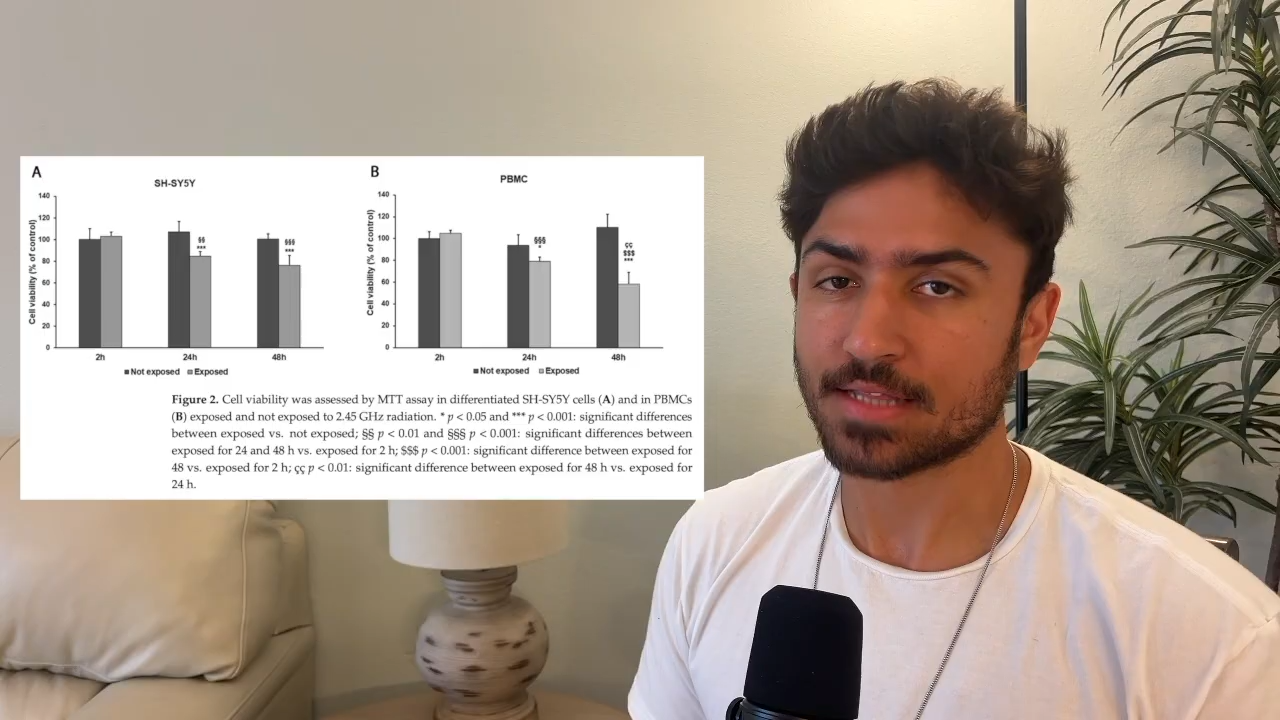 A
SH-SY5Y
140
120
100
80
60
40
20
0
Cell viability (% of control)
§§
***
§§§
***
2h
24h
48h
Not exposed
Exposed
B
PBMC
140
120
100
80
60
40
20
0
Cell viability (% of control)
§§§
*
çç
$$$
***
2h
24h
48h
Not exposed
Exposed
Figure 2. Cell viability was assessed by MTT assay in differentiated SH-SY5Y cells (A) and in PBMCs
(B) exposed and not exposed to 2.45 GHz radiation. * p < 0.05 and *** p < 0.001: significant differences
between exposed vs. not exposed; §§ p < 0.01 and §§§ p < 0.001: significant differences between
exposed for 24 and 48 h vs. exposed for 2 h; $$$ p < 0.001: significant difference between exposed for
48 vs. exposed for 2 h; çç p < 0.01: significant difference between exposed for 48 h vs. exposed for
24 h.